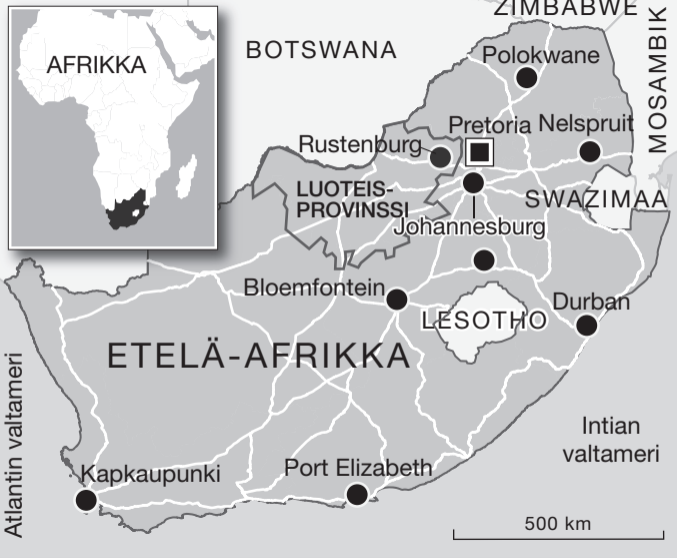 ZIMBABWE
AFRIKKA
BOTSWANA
MOSAMBIK
Polokwane
Pretoria
Nelspruit
Rustenburg
LUOTEIS-
PROVINSSI
SWAZIMAA
Johannesburg
Bloemfontein
Durban
LESOTHO
ETELÄ-AFRIKKA
Atlantin valtameri
Intian
valtameri
Kapkaupunki
Port Elizabeth
500 km